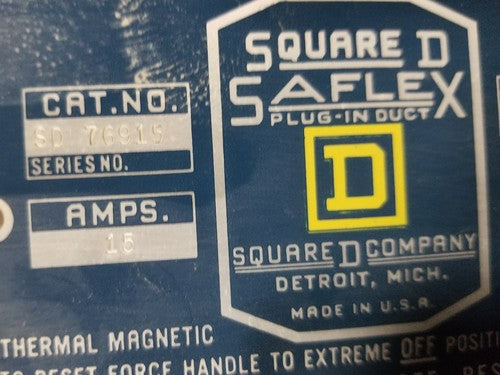 SQUARE D
SAFLEX
PLUG-IN DUCT
D
SQUARE D COMPANY
DETROIT, MICH.
MADE IN U.S.A.
CAT.NO.
SD 76915
SERIES NO.
AMPS.
15
THERMAL MAGNETIC
RESET FORCE HANDLE TO EXTREME OFF POSITI